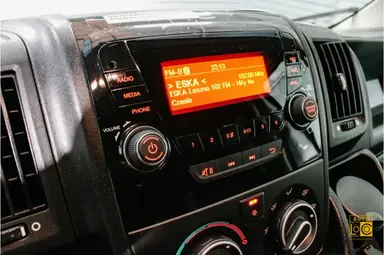 FM-B 22:13
> ESKA < 102.00 MHz
ESKA Leszno 102 FM - Hity Na
Czasie
RADIO
MEDIA
PHONE
VOLUME
1 2 3 4 5 6